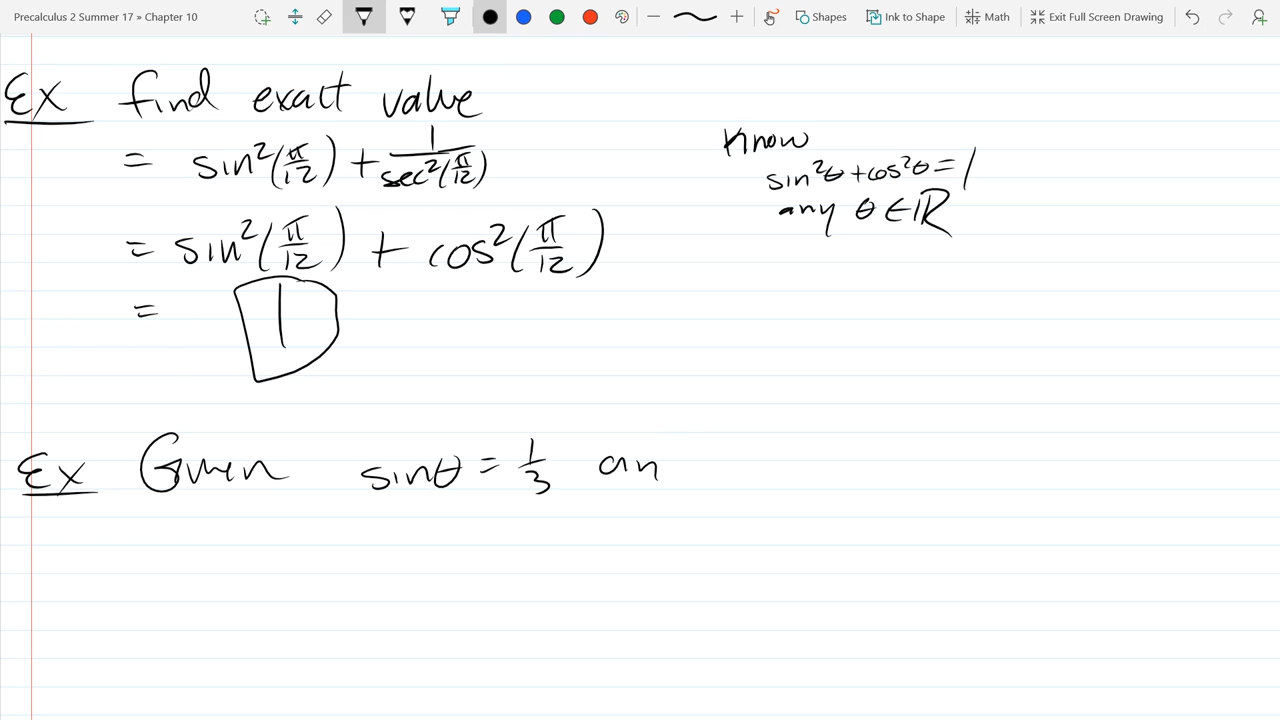 Precalculus 2 Summer 17 » Chapter 10
Shapes
Ink to Shape
Math
Exit Full Screen Drawing
Ex find exact value
= sin²(π/12) + 1/sec²(π/12)
Know
sin²θ + cos²θ = 1
any θ ∈ ℝ
= sin²(π/12) + cos²(π/12)
= 1
Ex Given sinθ = 1/3 an